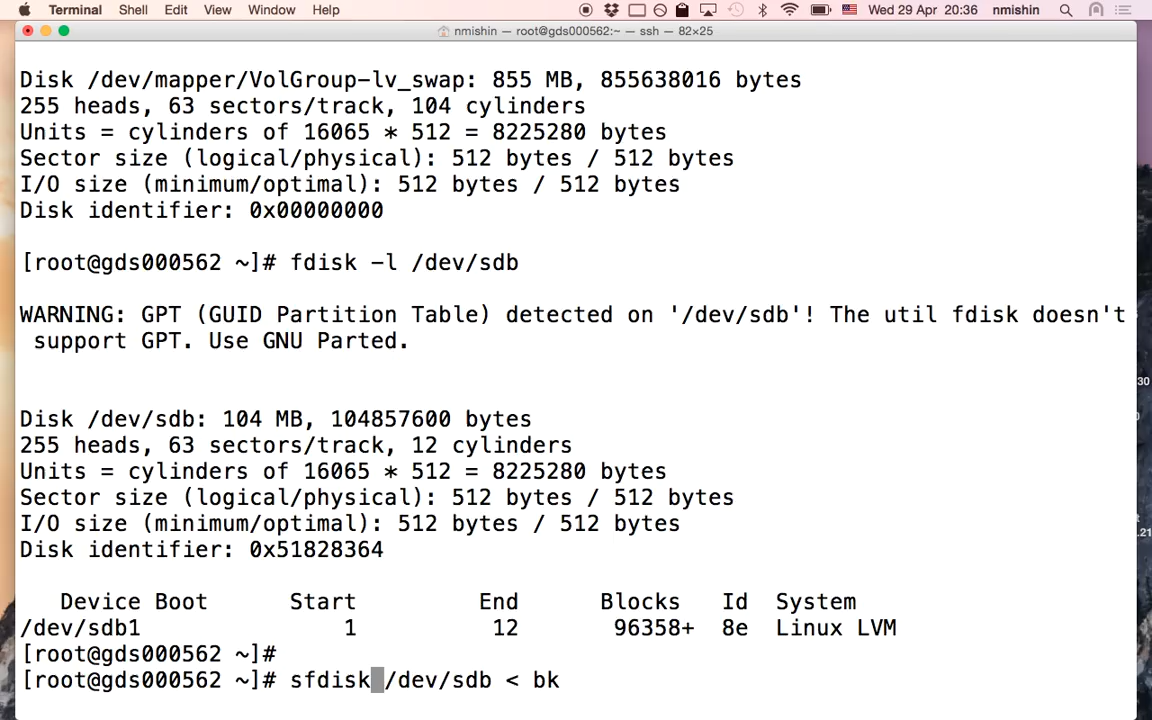 Terminal Shell Edit View Window Help Wed 29 Apr 20:36 nmishin
nmishin — root@gds000562:~ — ssh — 82×25
Disk /dev/mapper/VolGroup-lv_swap: 855 MB, 855638016 bytes
255 heads, 63 sectors/track, 104 cylinders
Units = cylinders of 16065 * 512 = 8225280 bytes
Sector size (logical/physical): 512 bytes / 512 bytes
I/O size (minimum/optimal): 512 bytes / 512 bytes
Disk identifier: 0x00000000
[root@gds000562 ~]# fdisk -l /dev/sdb
WARNING: GPT (GUID Partition Table) detected on '/dev/sdb'! The util fdisk doesn't
support GPT. Use GNU Parted.
Disk /dev/sdb: 104 MB, 104857600 bytes
255 heads, 63 sectors/track, 12 cylinders
Units = cylinders of 16065 * 512 = 8225280 bytes
Sector size (logical/physical): 512 bytes / 512 bytes
I/O size (minimum/optimal): 512 bytes / 512 bytes
Disk identifier: 0x51828364
Device Boot Start End Blocks Id System
/dev/sdb1 1 12 96358+ 8e Linux LVM
[root@gds000562 ~]#
[root@gds000562 ~]# sfdisk /dev/sdb < bk